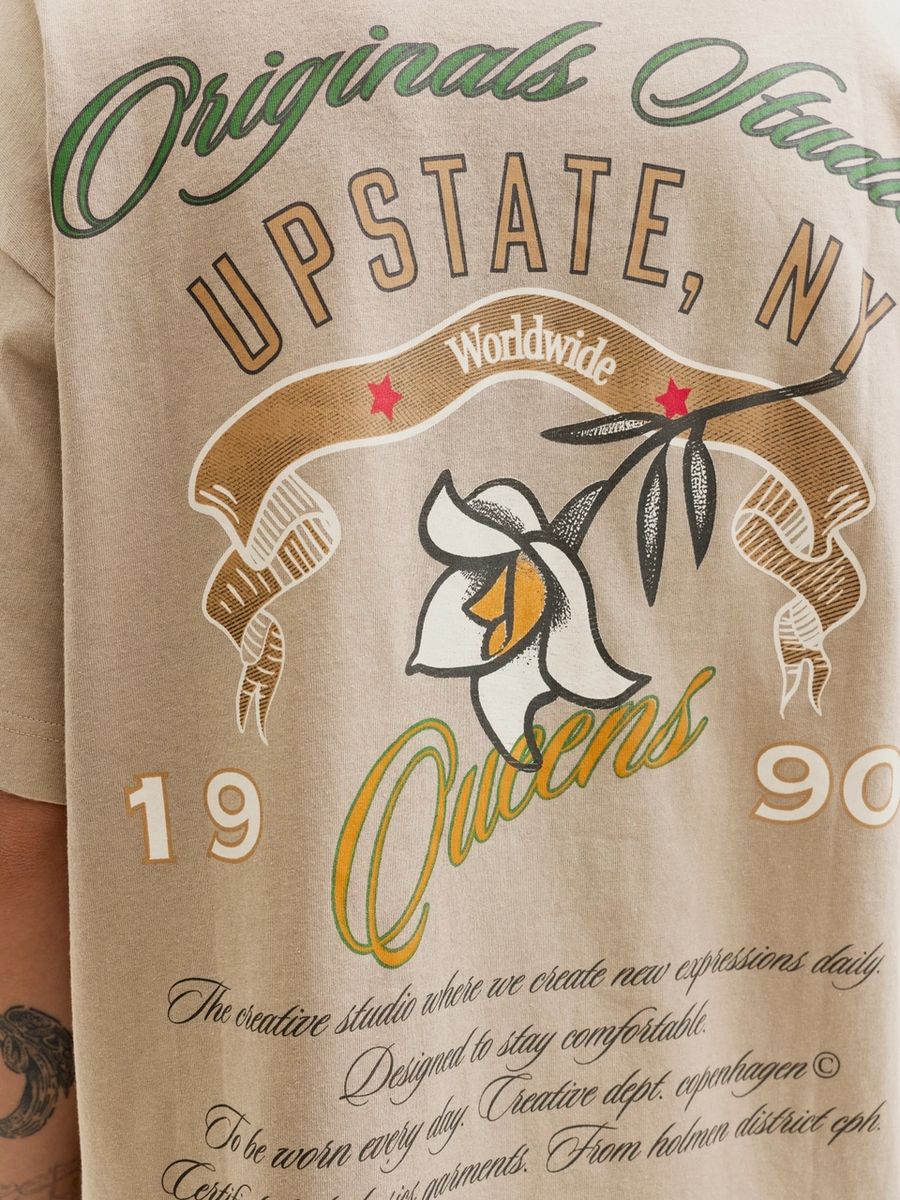 Originals Studio
UPSTATE, NY
Worldwide
Queens
19 90
The creative studio where we create new expressions daily.
Designed to stay comfortable.
To be worn every day. Creative dept. copenhagen©
garments. From holmen district cph.